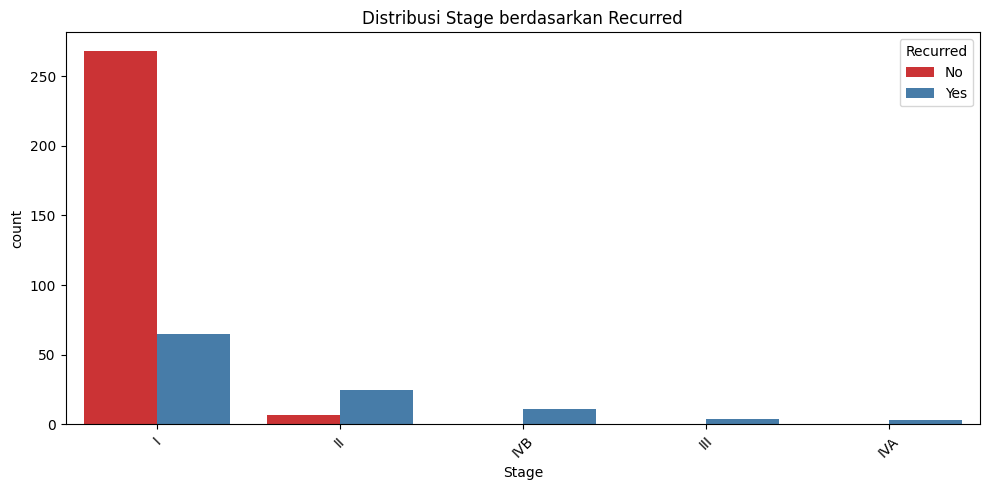 Distribusi Stage berdasarkan Recurred
Recurred
No
Yes
250
200
150
100
50
0
count
I
II
IVB
III
IVA
Stage